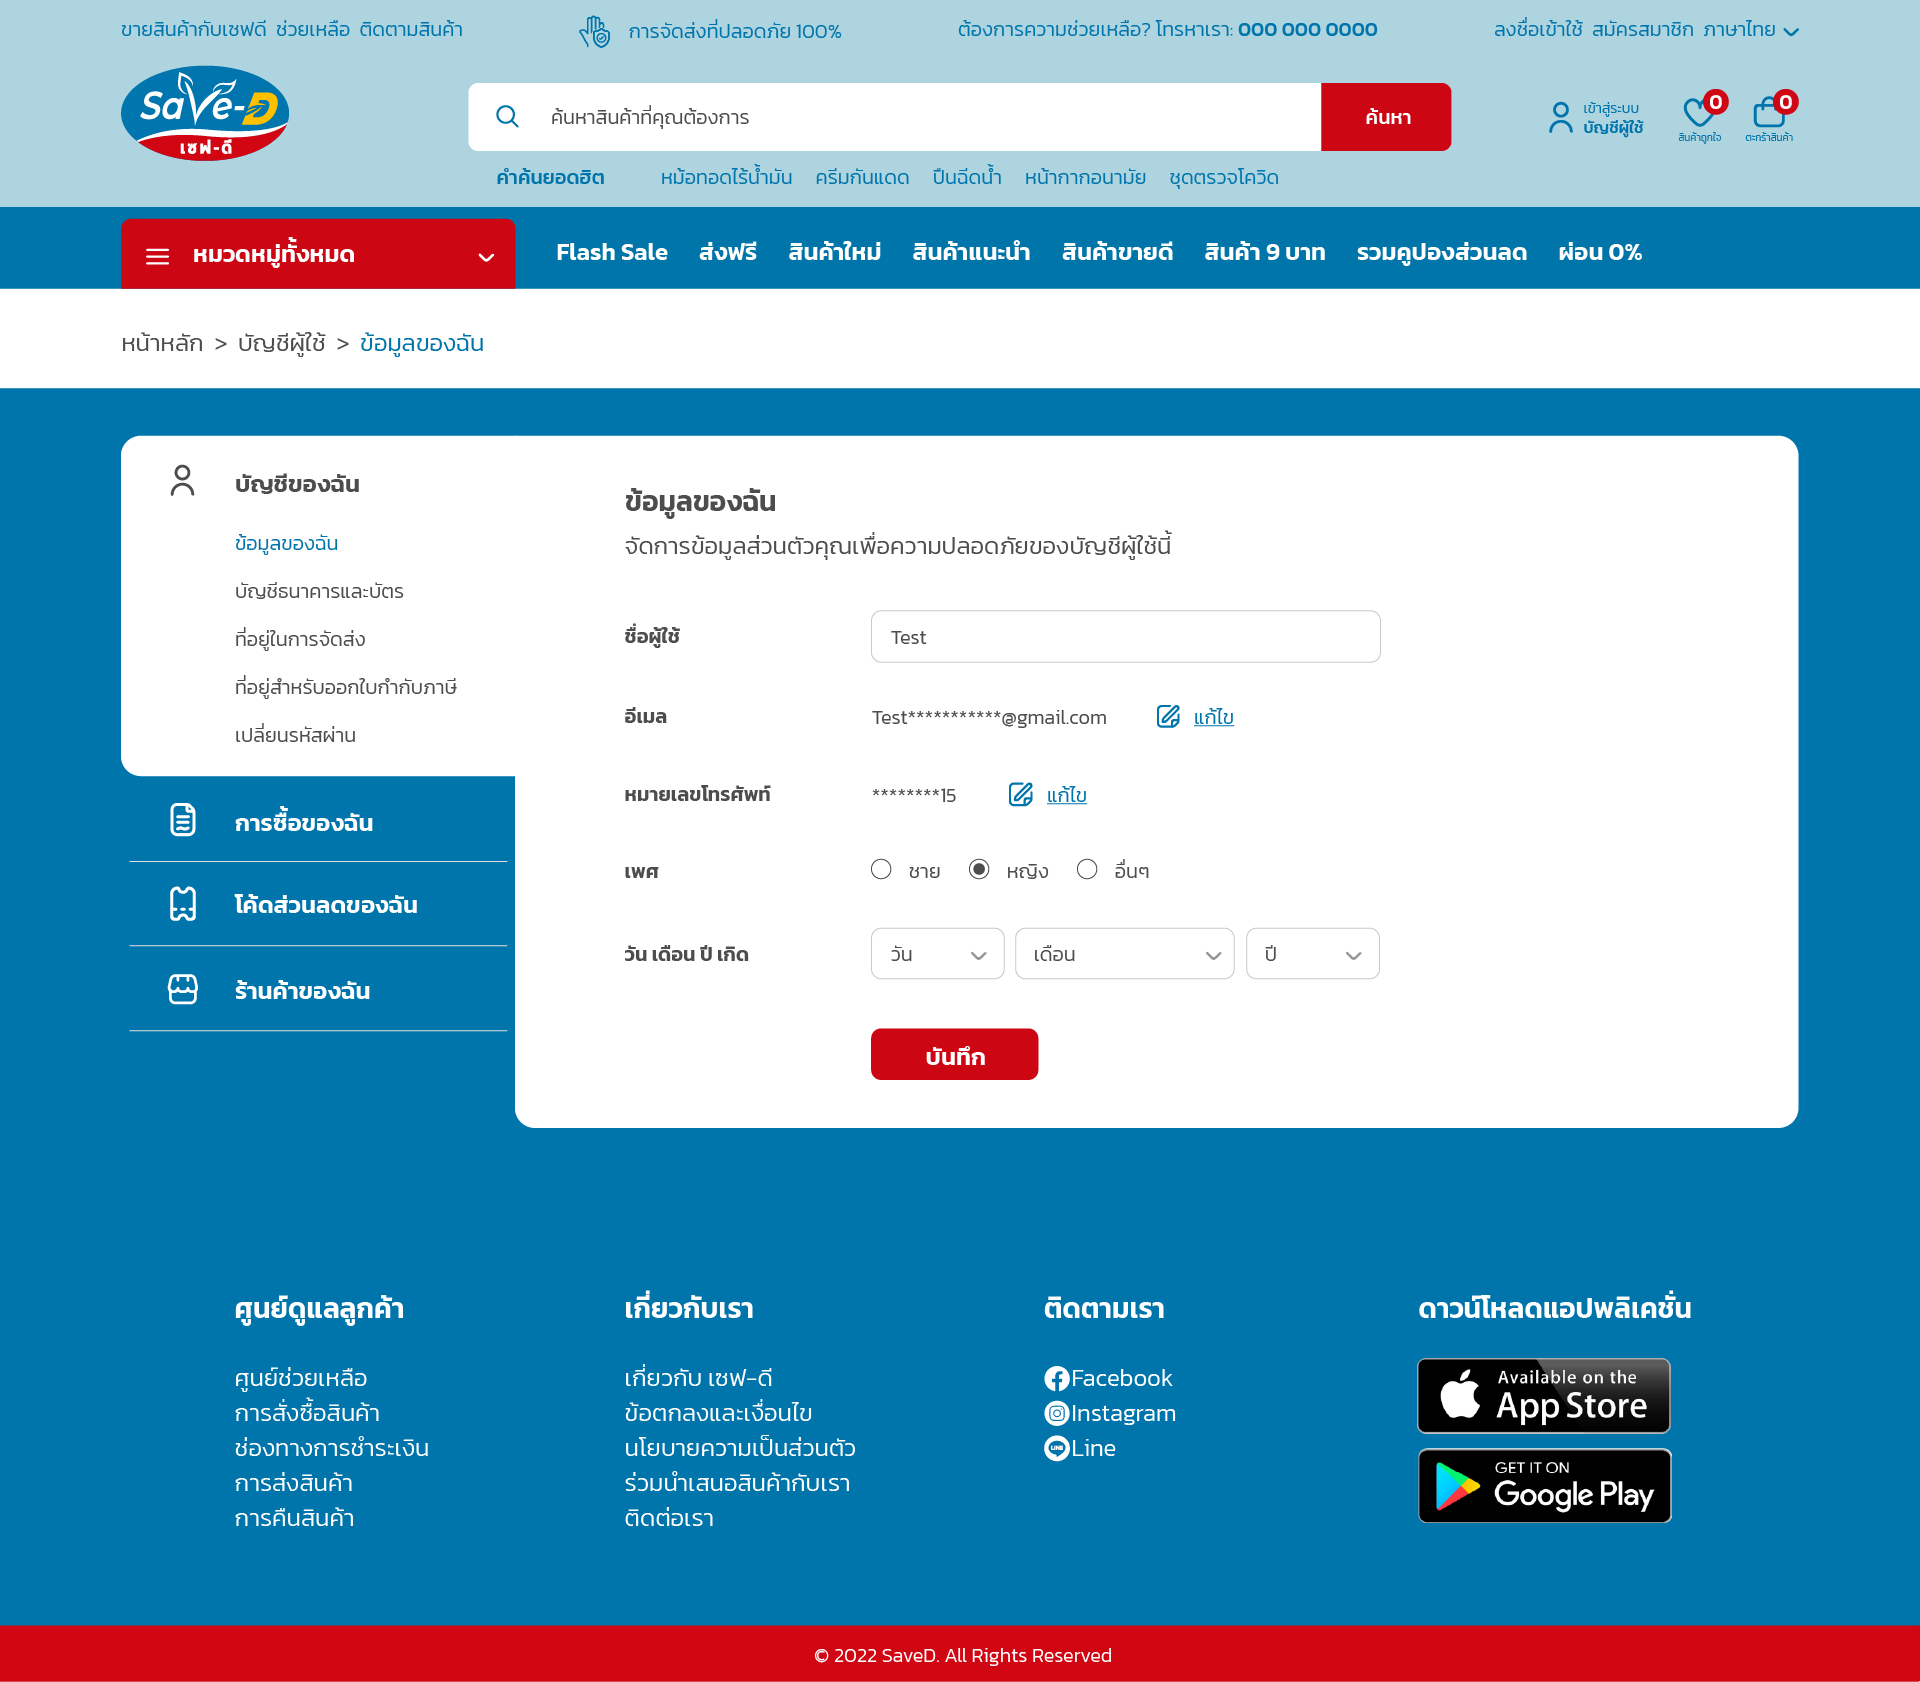 ขายสินค้ากับเซฟดี ช่วยเหลือ ติดตามสินค้า
การจัดส่งที่ปลอดภัย 100%
ต้องการความช่วยเหลือ? โทรหาเรา: 000 000 0000
ลงชื่อเข้าใช้ สมัครสมาชิก ภาษาไทย
SaVe-D
เซฟ-ดี
ค้นหาสินค้าที่คุณต้องการ
ค้นหา
เข้าสู่ระบบ
บัญชีผู้ใช้
0
สินค้าถูกใจ
0
ตะกร้าสินค้า
คำค้นยอดฮิต หม้อทอดไร้น้ำมัน ครีมกันแดด ปืนฉีดน้ำ หน้ากากอนามัย ชุดตรวจโควิด
หมวดหมู่ทั้งหมด
Flash Sale ส่งฟรี สินค้าใหม่ สินค้าแนะนำ สินค้าขายดี สินค้า 9 บาท รวมคูปองส่วนลด ผ่อน 0%
หน้าหลัก > บัญชีผู้ใช้ > ข้อมูลของฉัน
บัญชีของฉัน
ข้อมูลของฉัน
บัญชีธนาคารและบัตร
ที่อยู่ในการจัดส่ง
ที่อยู่สำหรับออกใบกำกับภาษี
เปลี่ยนรหัสผ่าน
การซื้อของฉัน
โค้ดส่วนลดของฉัน
ร้านค้าของฉัน
ข้อมูลของฉัน
จัดการข้อมูลส่วนตัวคุณเพื่อความปลอดภัยของบัญชีผู้ใช้นี้
ชื่อผู้ใช้ Test
อีเมล Test***********@gmail.com แก้ไข
หมายเลขโทรศัพท์ ********15 แก้ไข
เพศ ชาย หญิง อื่นๆ
วัน เดือน ปี เกิด วัน เดือน ปี
บันทึก
ศูนย์ดูแลลูกค้า
ศูนย์ช่วยเหลือ
การสั่งซื้อสินค้า
ช่องทางการชำระเงิน
การส่งสินค้า
การคืนสินค้า
เกี่ยวกับเรา
เกี่ยวกับ เซฟ-ดี
ข้อตกลงและเงื่อนไข
นโยบายความเป็นส่วนตัว
ร่วมนำเสนอสินค้ากับเรา
ติดต่อเรา
ติดตามเรา
Facebook
Instagram
LINE Line
ดาวน์โหลดแอปพลิเคชั่น
Available on the
App Store
GET IT ON
Google Play
© 2022 SaveD. All Rights Reserved